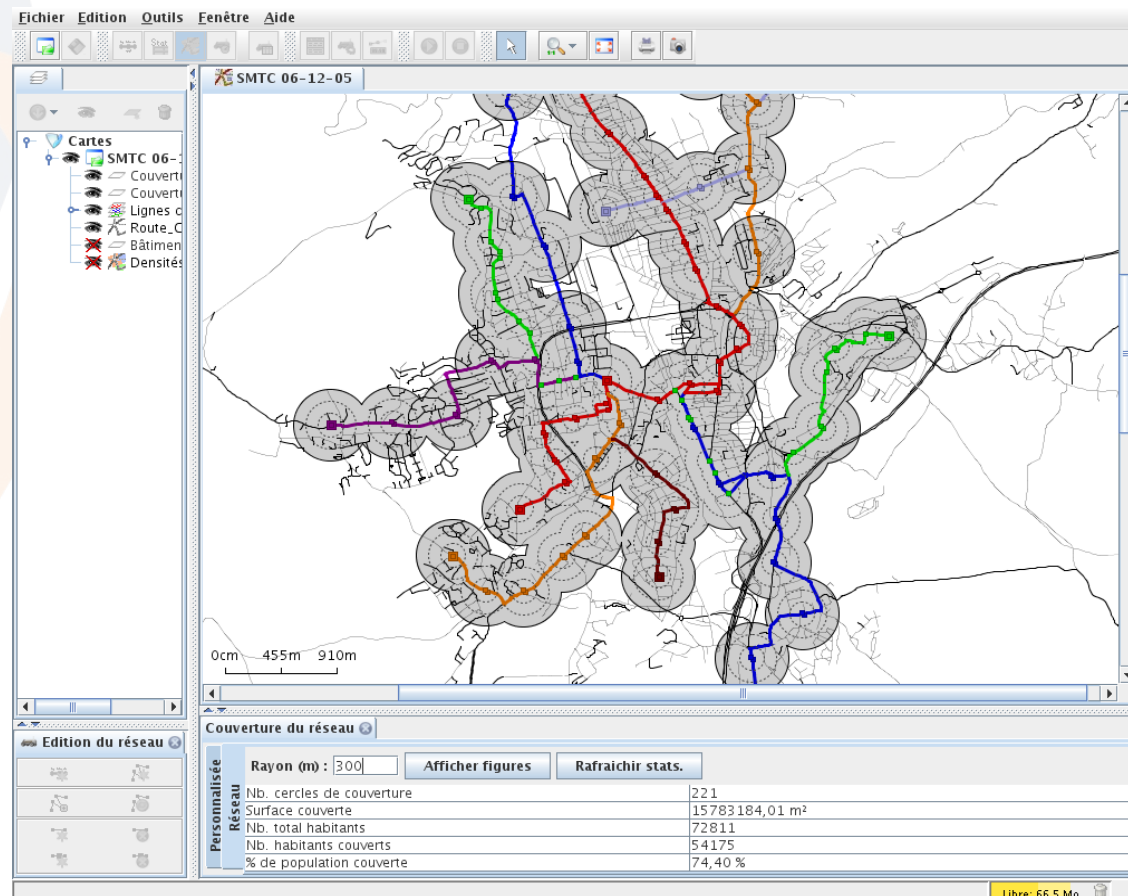 Fichier Edition Outils Fenêtre Aide
Stat
SMTC 06-12-05
Cartes
SMTC 06-1
Couvertu
Couvertu
Lignes d
Route_C
Bâtimen
Densités
0cm 455m 910m
Couverture du réseau
Edition du réseau
Personnalisée
Réseau
Rayon (m) : 300 Afficher figures Rafraichir stats.
Nb. cercles de couverture 221
Surface couverte 15783184,01 m²
Nb. total habitants 72811
Nb. habitants couverts 54175
% de population couverte 74,40 %
Libre: 66,5 Mo